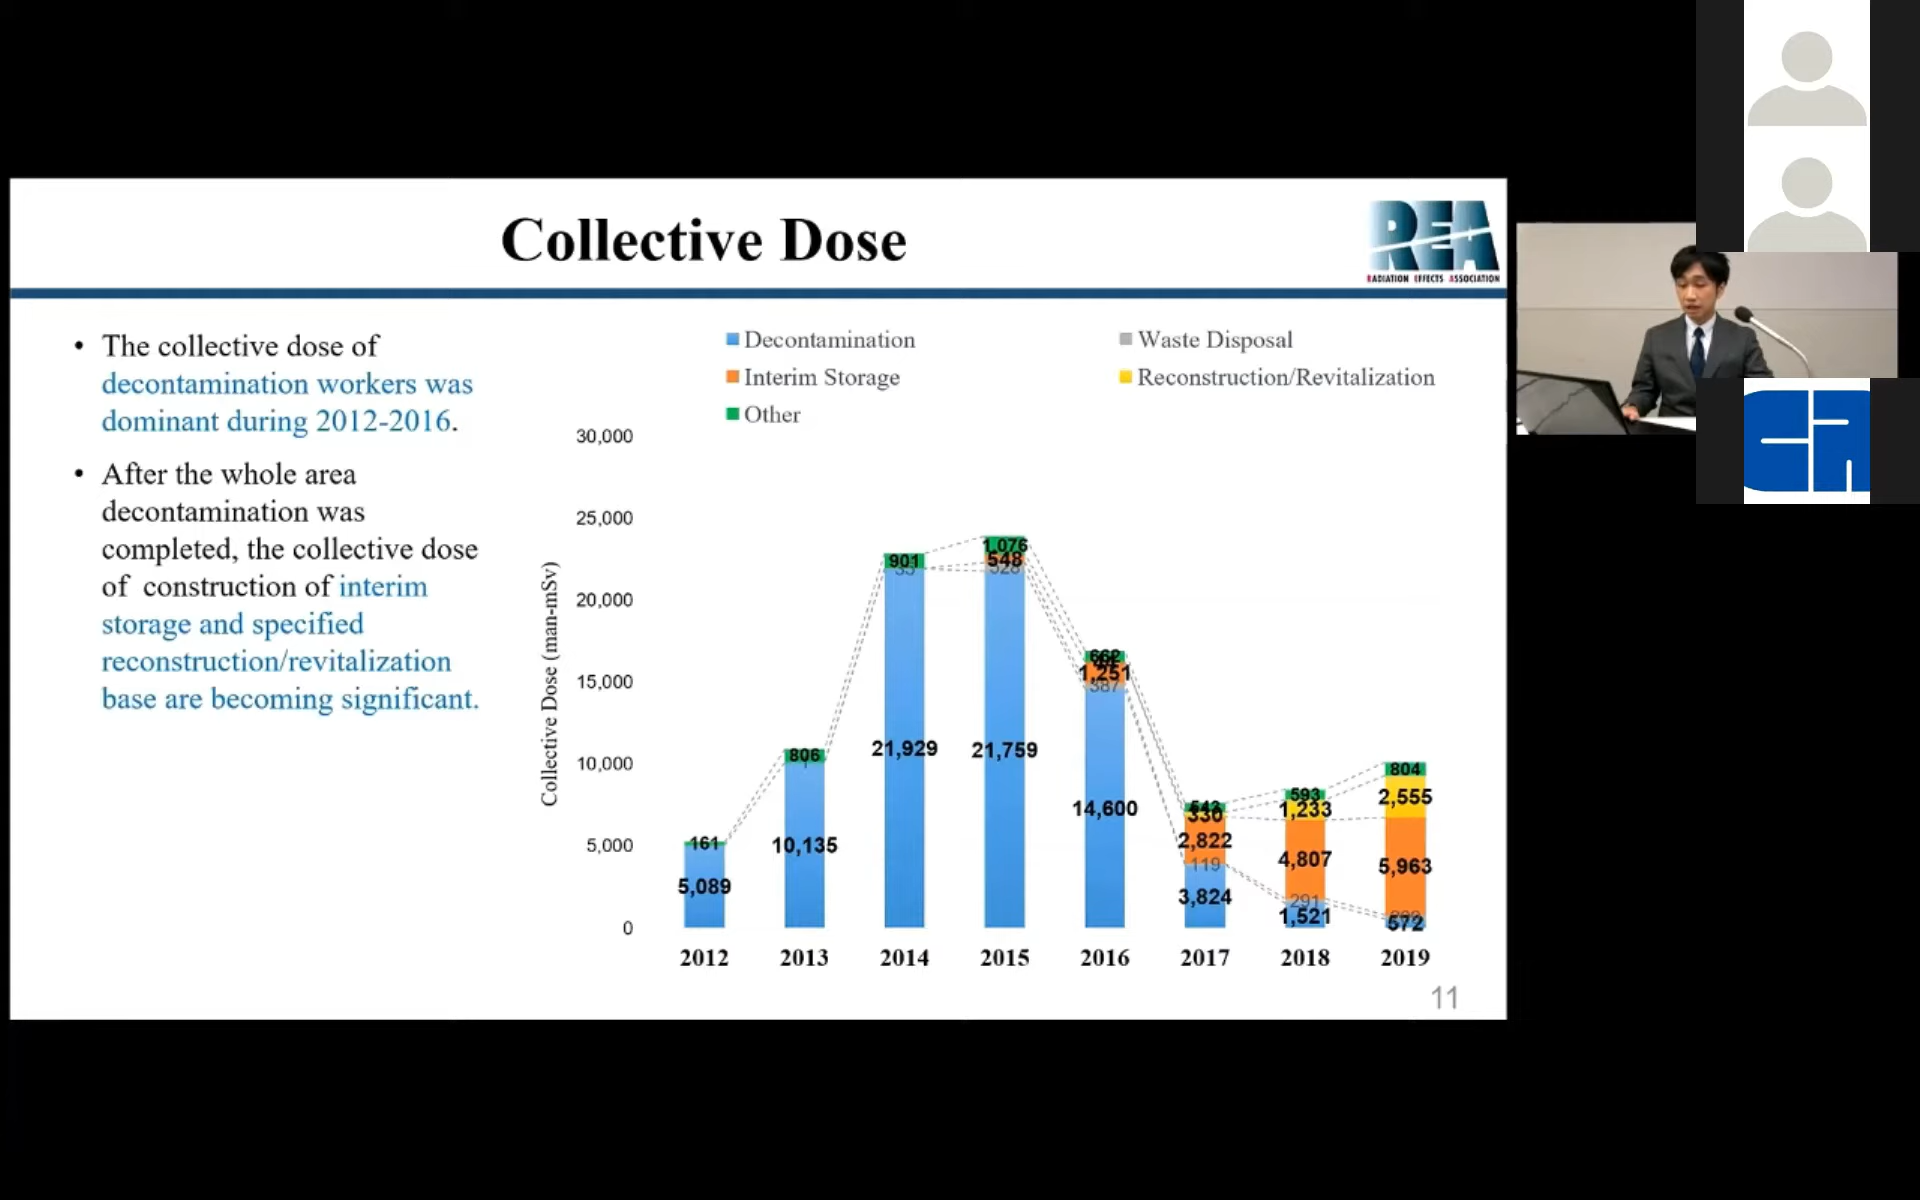 Collective Dose
REA
RADIATION EFFECTS ASSOCIATION
• The collective dose of
decontamination workers was
dominant during 2012-2016.
• After the whole area
decontamination was
completed, the collective dose
of construction of interim
storage and specified
reconstruction/revitalization
base are becoming significant.
Decontamination
Waste Disposal
Interim Storage
Reconstruction/Revitalization
Other
Collective Dose (man-mSv)
30,000
25,000
20,000
15,000
10,000
5,000
0
161
5,089
806
1
10,135
901
35
21,929
1,076
548
528
21,759
662
1,251
387
14,600
543
330
2,822
119
3,824
593
1,233
4,807
291
1,521
804
2,555
5,963
572
2012
2013
2014
2015
2016
2017
2018
2019
11